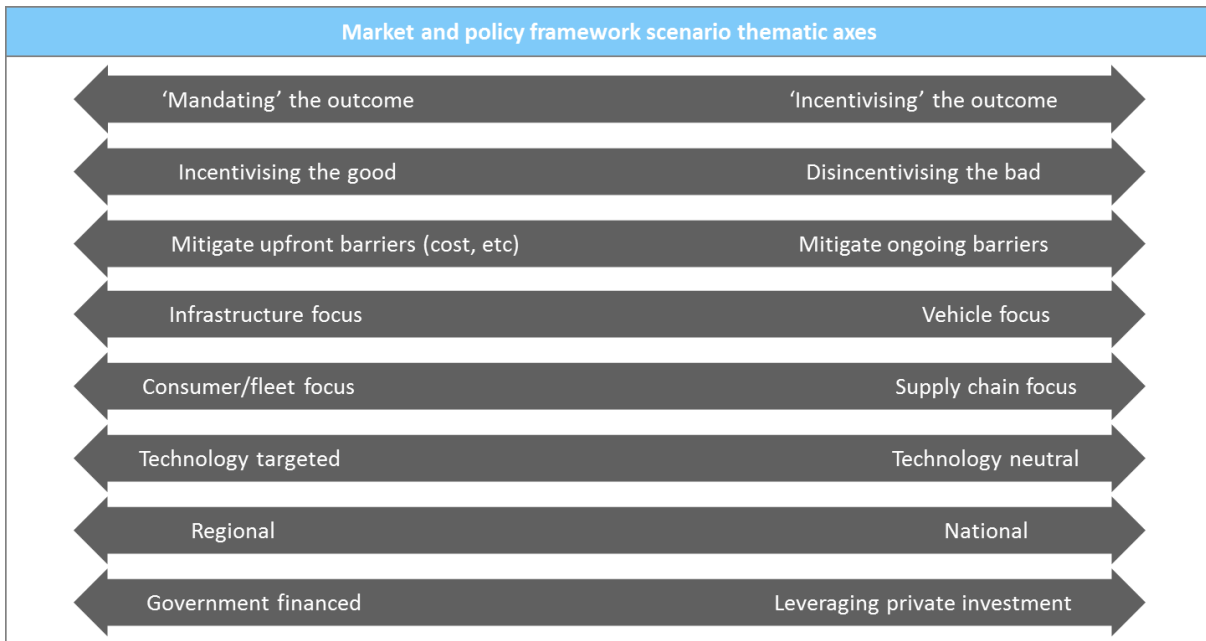 Market and policy framework scenario thematic axes
‘Mandating’ the outcome ‘Incentivising’ the outcome
Incentivising the good Disincentivising the bad
Mitigate upfront barriers (cost, etc) Mitigate ongoing barriers
Infrastructure focus Vehicle focus
Consumer/fleet focus Supply chain focus
Technology targeted Technology neutral
Regional National
Government financed Leveraging private investment